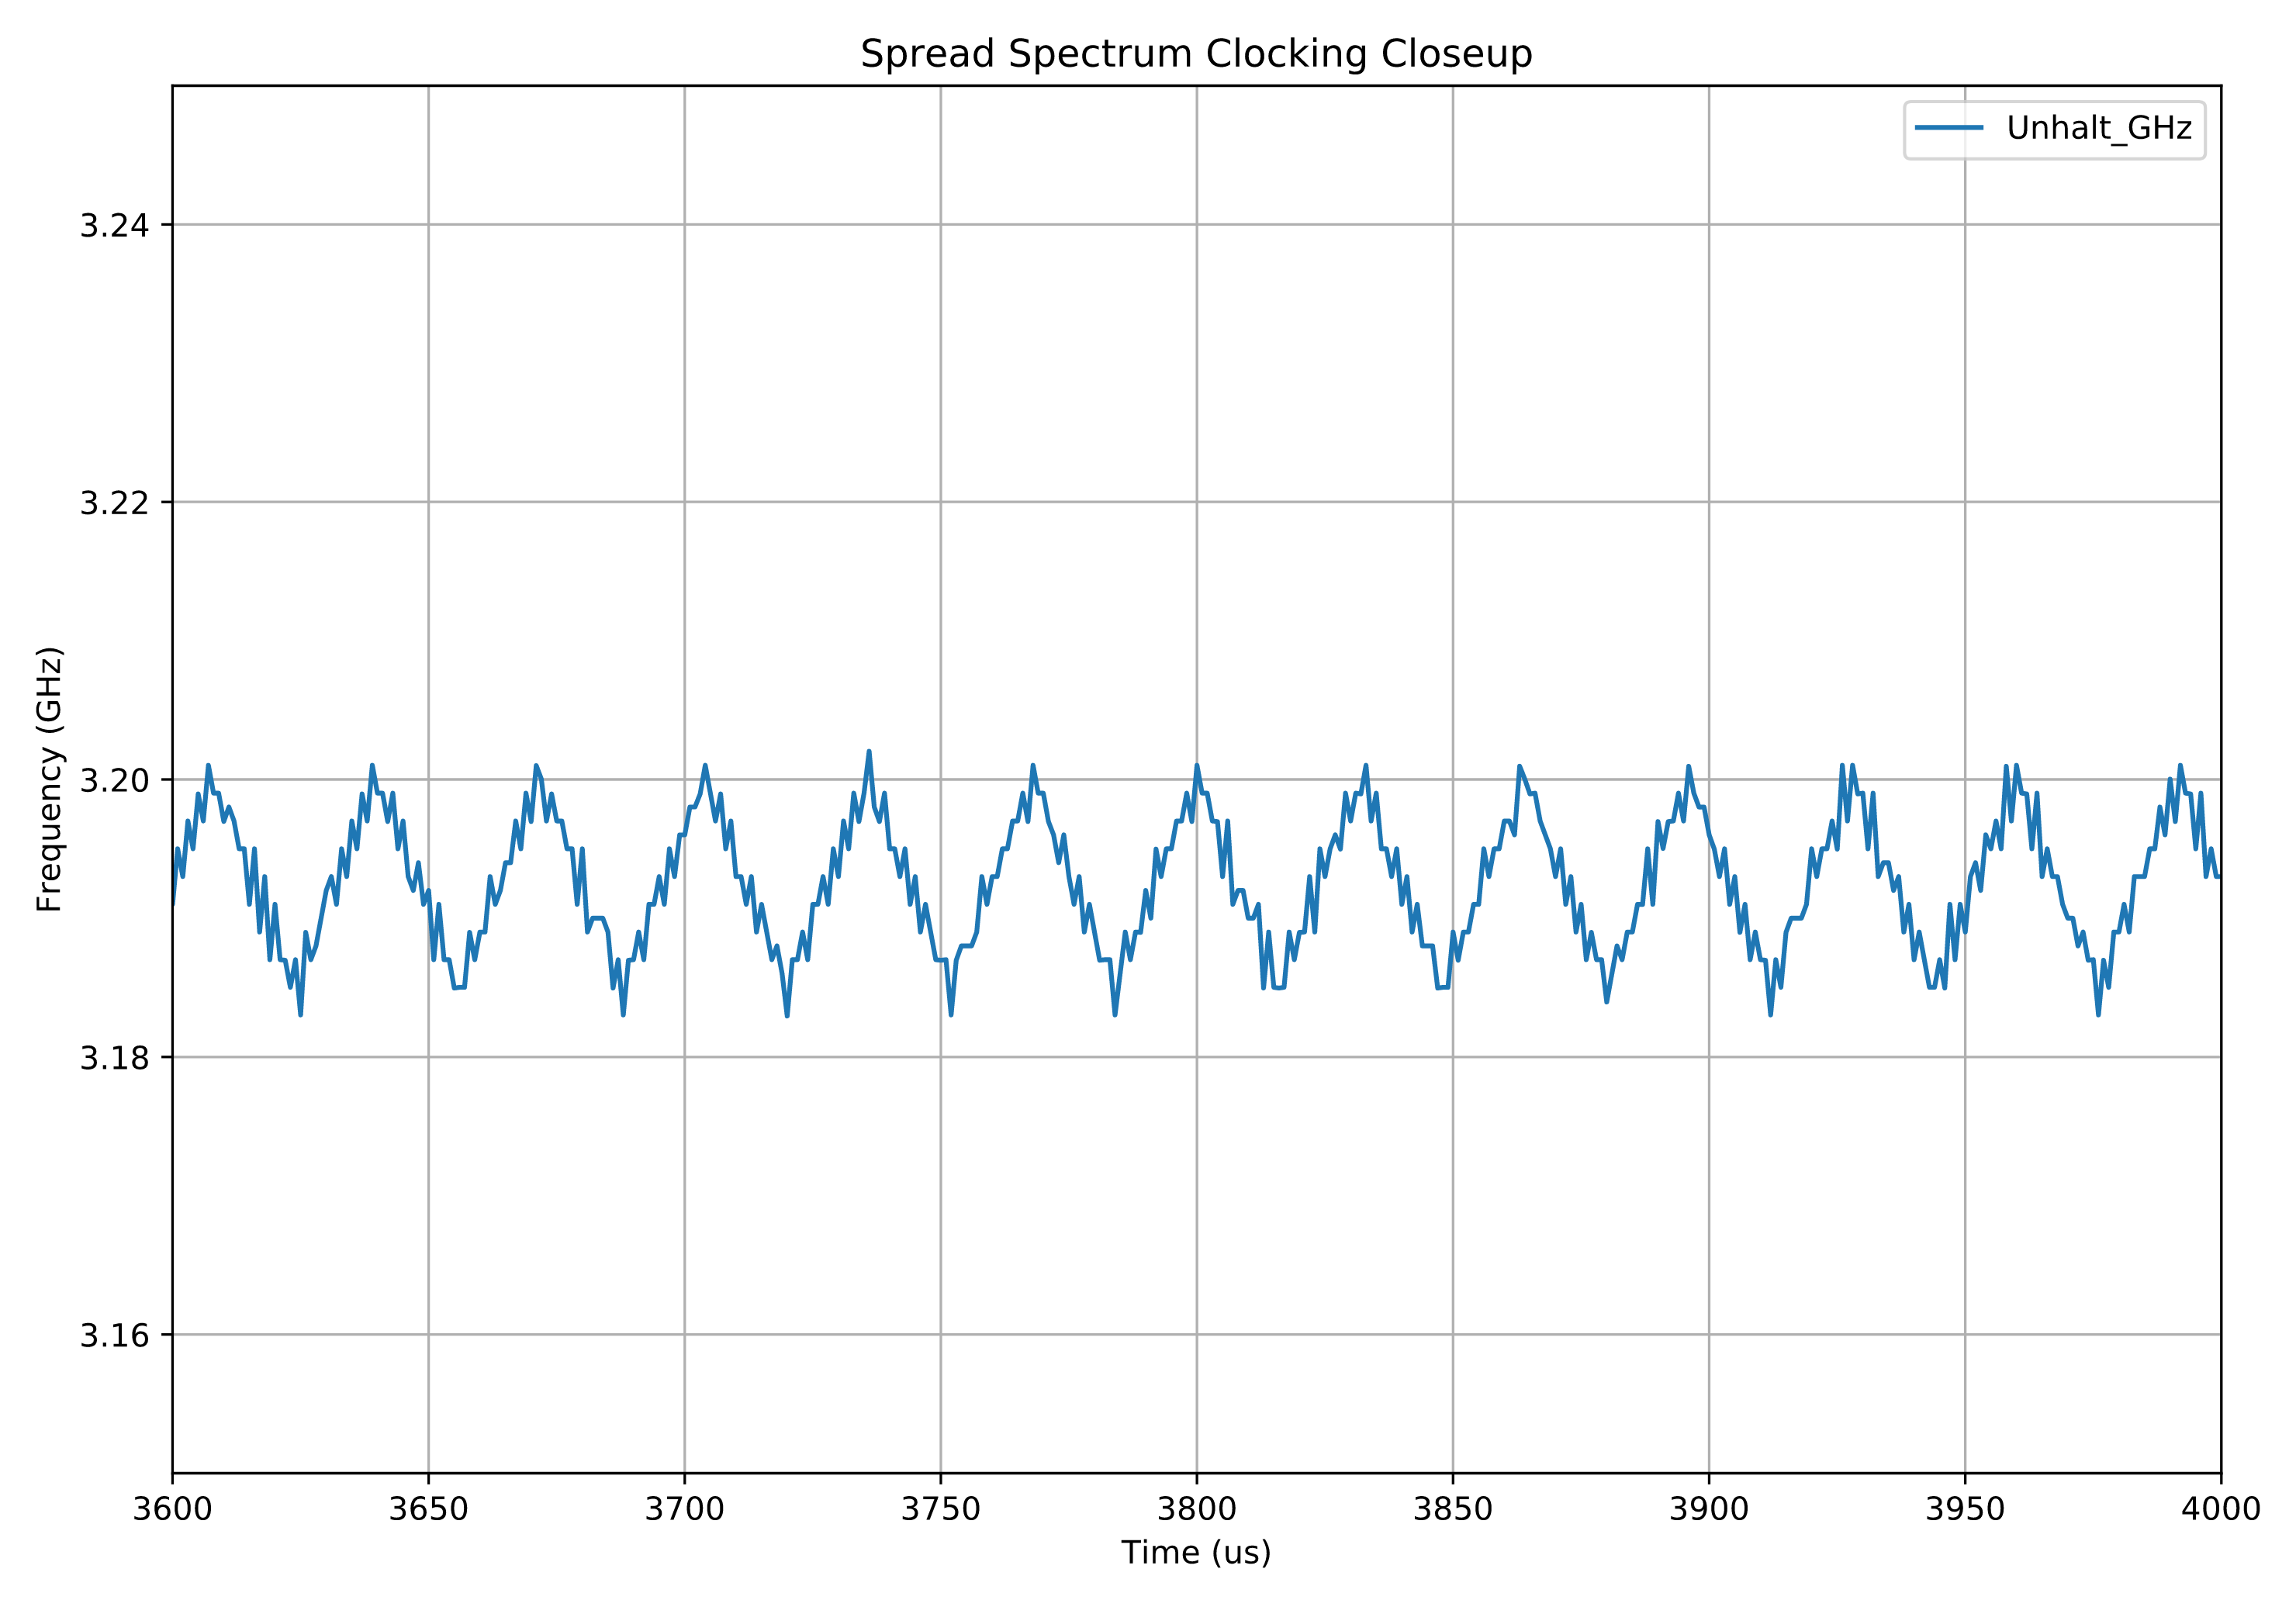 Spread Spectrum Clocking Closeup
Unhalt_GHz
3.24
3.22
3.20
3.18
3.16
Frequency (GHz)
3600 3650 3700 3750 3800 3850 3900 3950 4000
Time (us)